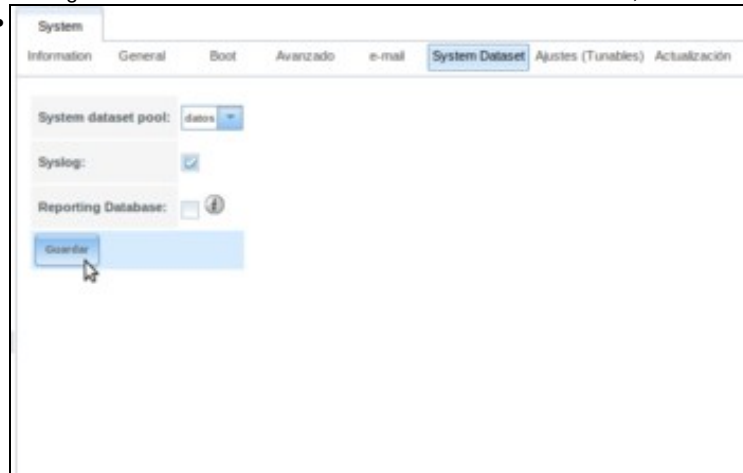 System
Information General Boot Avanzado e-mail System Dataset Ajustes (Tunables) Actualización
System dataset pool: datos
Syslog:
Reporting Database:
Guardar